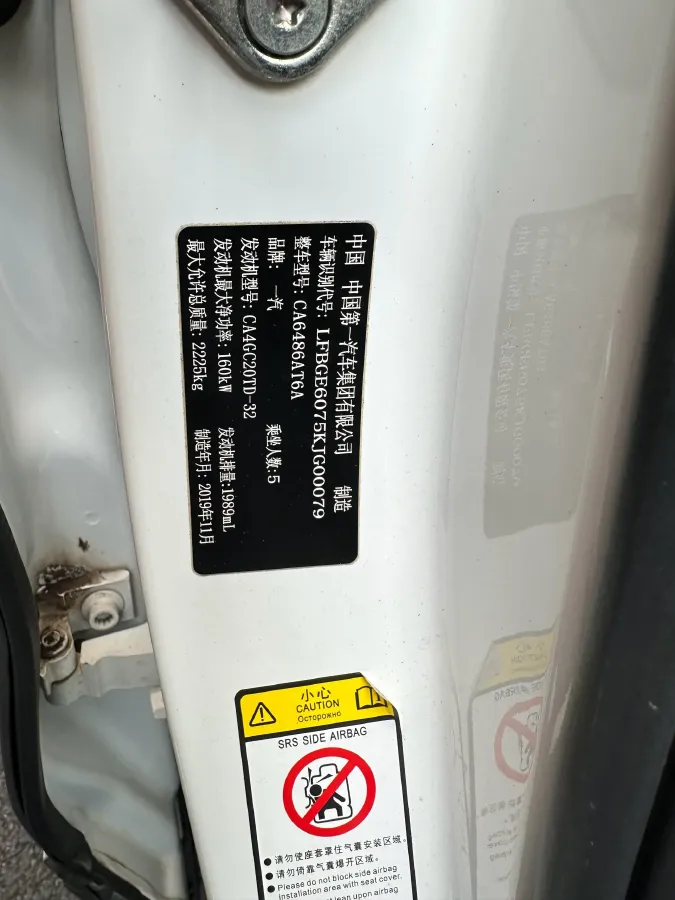 中国 中国第一汽车集团有限公司 制造
车辆识别代号: LFBGE6075KJG00079
整车型号: CA6486AT6A
品牌: 一汽 乘坐人数:5
发动机型号: CA4GC20TD-32
发动机最大净功率: 160kW 发动机排量:1989mL
最大允许总质量: 2225kg 制造年月: 2019年11月
小心
CAUTION
Осторожно
SRS SIDE AIRBAG
● 请勿使座套罩住气囊安装区域。
● 请勿倚靠气囊爆开区域。
● Please do not block side airbag
installation area with seat cover.
lean upon airbag